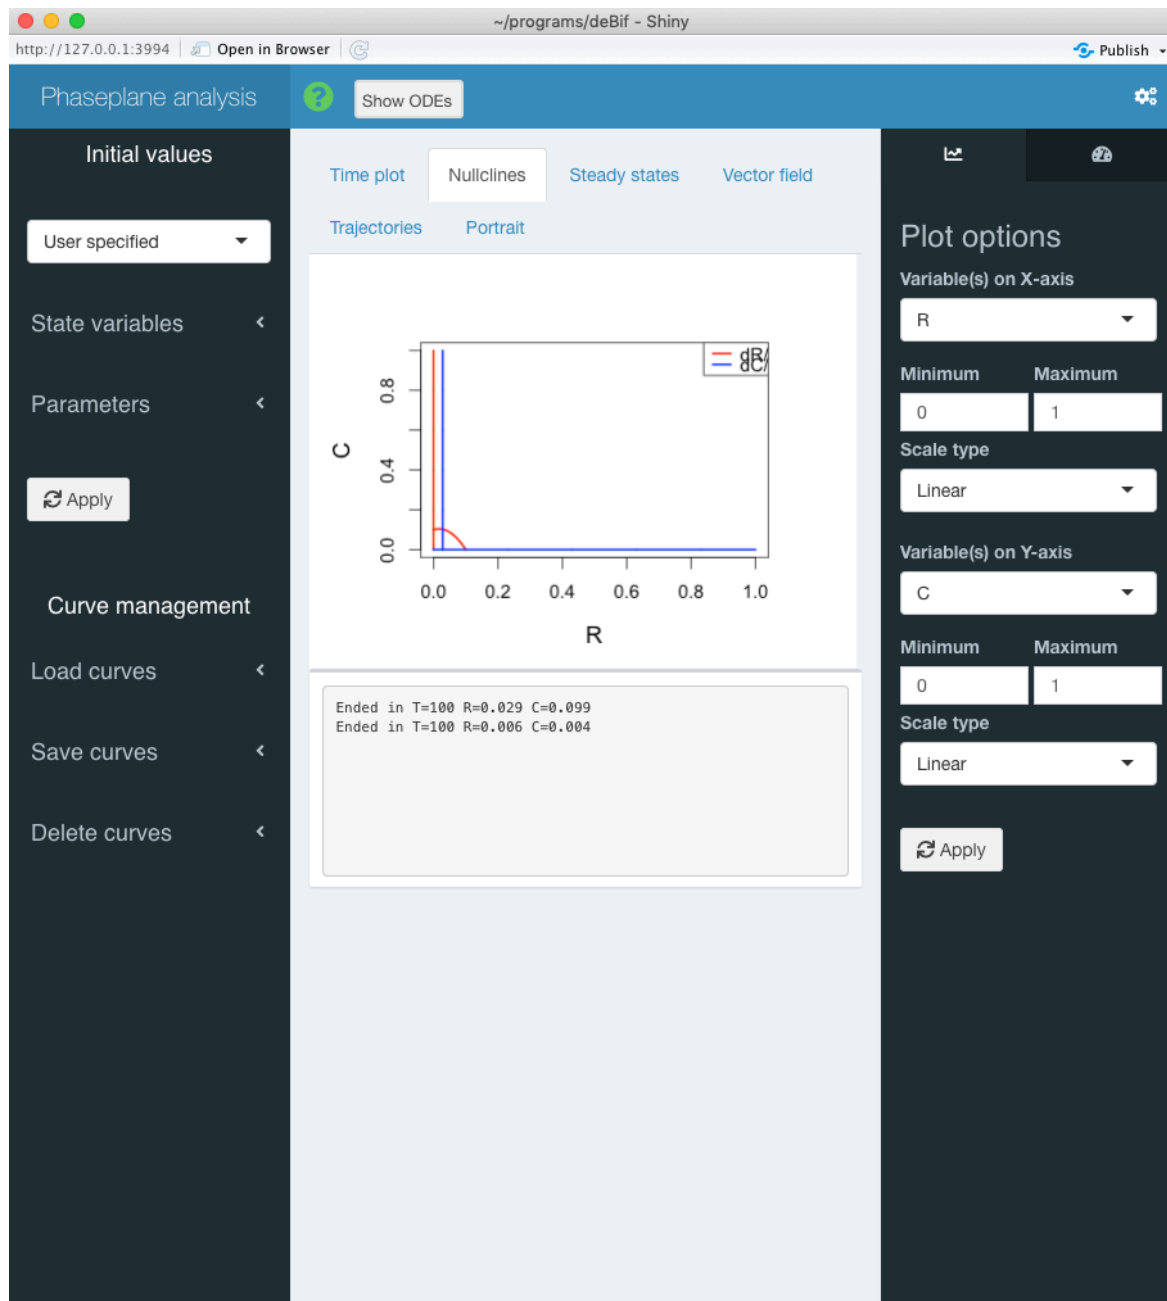 ~/programs/deBif - Shiny
http://127.0.0.1:3994 Open in Browser Publish
Phaseplane analysis
Show ODEs
Initial values
User specified
State variables
Parameters
Apply
Curve management
Load curves
Save curves
Delete curves
Time plot Nullclines Steady states Vector field
Trajectories Portrait
dR/
dC/
0.8
0.4
0.0
C
0.0 0.2 0.4 0.6 0.8 1.0
R
Ended in T=100 R=0.029 C=0.099
Ended in T=100 R=0.006 C=0.004
Plot options
Variable(s) on X-axis
R
Minimum Maximum
0 1
Scale type
Linear
Variable(s) on Y-axis
C
Minimum Maximum
0 1
Scale type
Linear
Apply